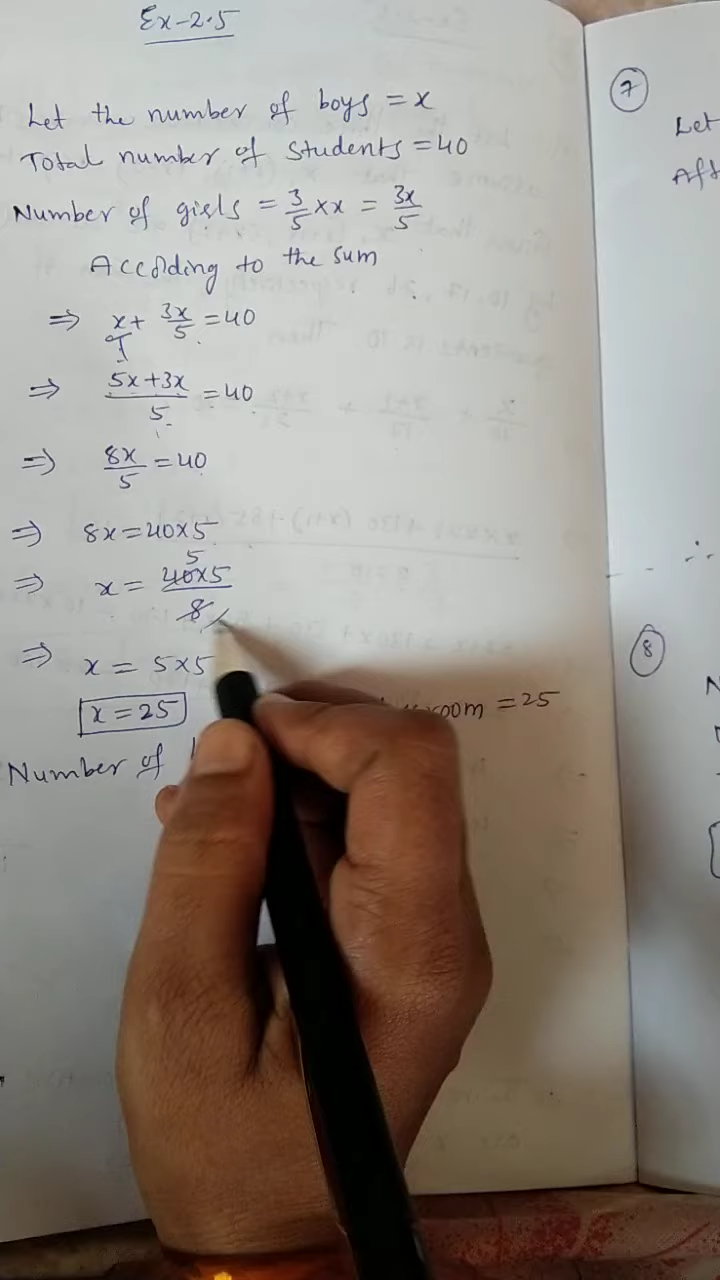 Ex-2.5
Let the number of boys = x
Total number of students = 40
Number of girls = 3/5 × x = 3x/5
According to the sum
⇒ x + 3x/5 = 40
⇒ 5x+3x/5 = 40
⇒ 8x/5 = 40
⇒ 8x = 40×5
5
⇒ x = 40×5/8
⇒ x = 5×5
x = 25
Number of room = 25
7
Let
Aft
8